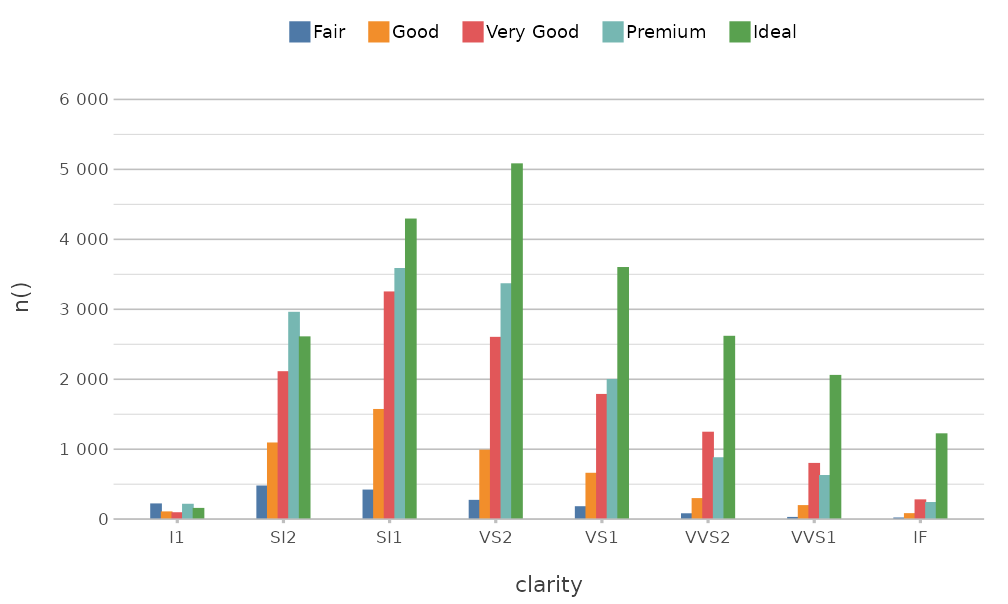 Fair Good Very Good Premium Ideal
6 000
5 000
4 000
3 000
2 000
1 000
0
n()
I1 SI2 SI1 VS2 VS1 VVS2 VVS1 IF
clarity